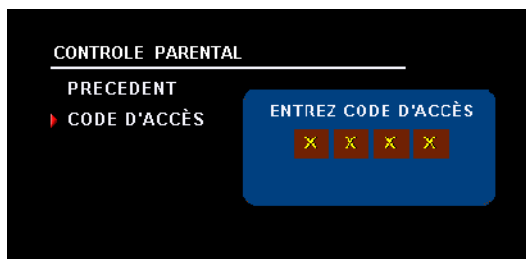 CONTROLE PARENTAL
PRECEDENT
CODE D'ACCÈS
ENTREZ CODE D'ACCÈS
X X X X